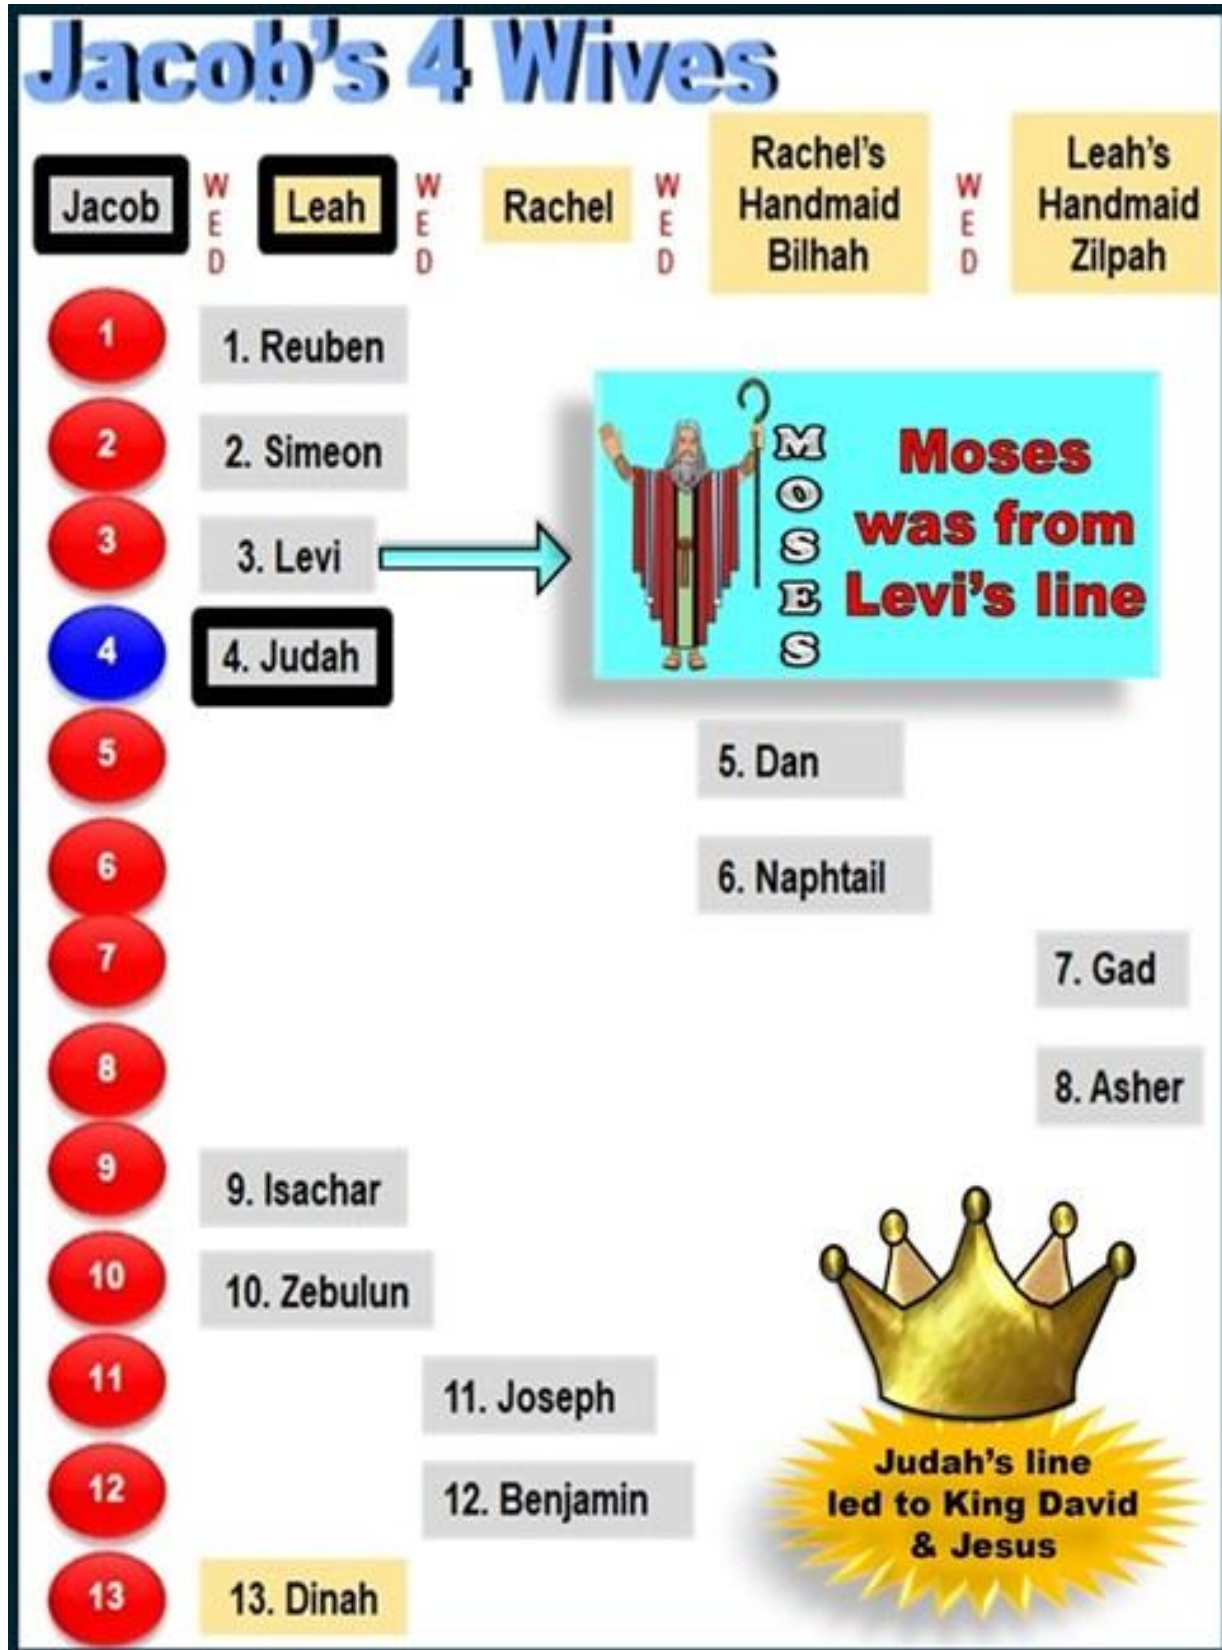 Jacob's 4 Wives
Jacob
WED
Leah
WED
Rachel
WED
Rachel's
Handmaid
Bilhah
WED
Leah's
Handmaid
Zilpah
1
1. Reuben
2
2. Simeon
3
3. Levi
MOSES
Moses
was from
Levi's line
4
4. Judah
5
5. Dan
6
6. Naphtail
7
7. Gad
8
8. Asher
9
9. Isachar
10
10. Zebulun
11
11. Joseph
12
12. Benjamin
Judah's line
led to King David
& Jesus
13
13. Dinah